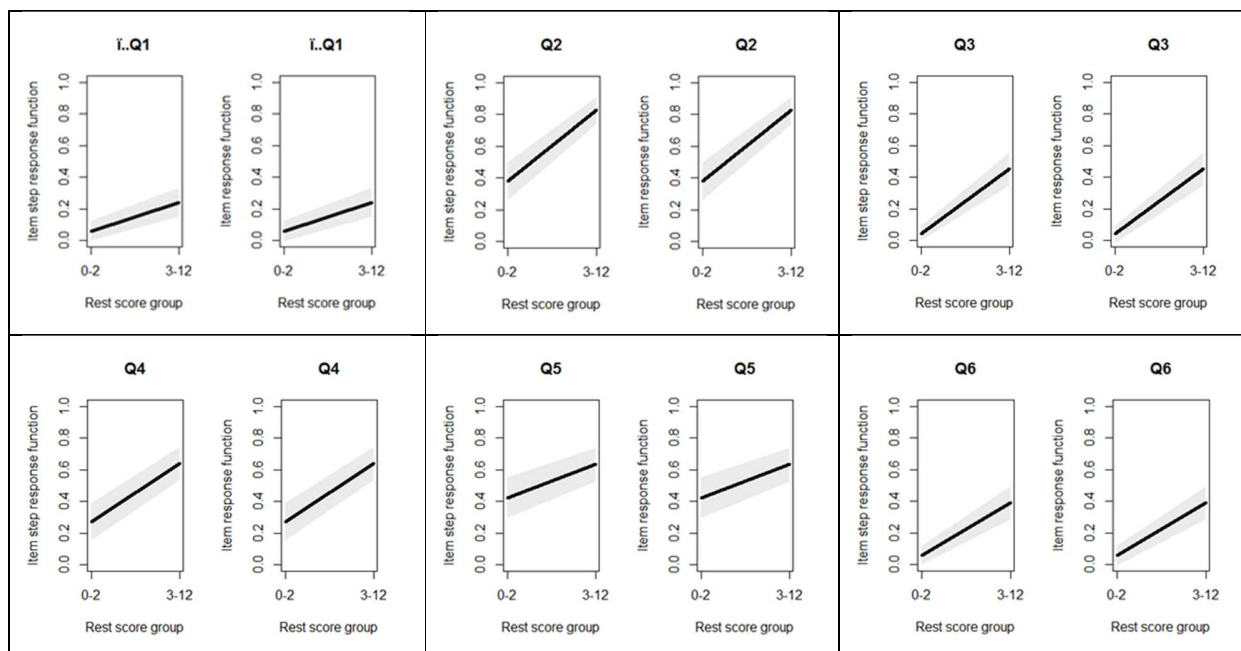 ï..Q1
Item step response function
0.0 0.2 0.4 0.6 0.8 1.0
0-2 3-12
Rest score group
ï..Q1
Item response function
0.0 0.2 0.4 0.6 0.8 1.0
0-2 3-12
Rest score group
Q2
Item step response function
0.0 0.2 0.4 0.6 0.8 1.0
0-2 3-12
Rest score group
Q2
Item response function
0.0 0.2 0.4 0.6 0.8 1.0
0-2 3-12
Rest score group
Q3
Item step response function
0.0 0.2 0.4 0.6 0.8 1.0
0-2 3-12
Rest score group
Q3
Item response function
0.0 0.2 0.4 0.6 0.8 1.0
0-2 3-12
Rest score group
Q4
Item step response function
0.0 0.2 0.4 0.6 0.8 1.0
0-2 3-12
Rest score group
Q4
Item response function
0.0 0.2 0.4 0.6 0.8 1.0
0-2 3-12
Rest score group
Q5
Item step response function
0.0 0.2 0.4 0.6 0.8 1.0
0-2 3-12
Rest score group
Q5
Item response function
0.0 0.2 0.4 0.6 0.8 1.0
0-2 3-12
Rest score group
Q6
Item step response function
0.0 0.2 0.4 0.6 0.8 1.0
0-2 3-12
Rest score group
Q6
Item response function
0.0 0.2 0.4 0.6 0.8 1.0
0-2 3-12
Rest score group